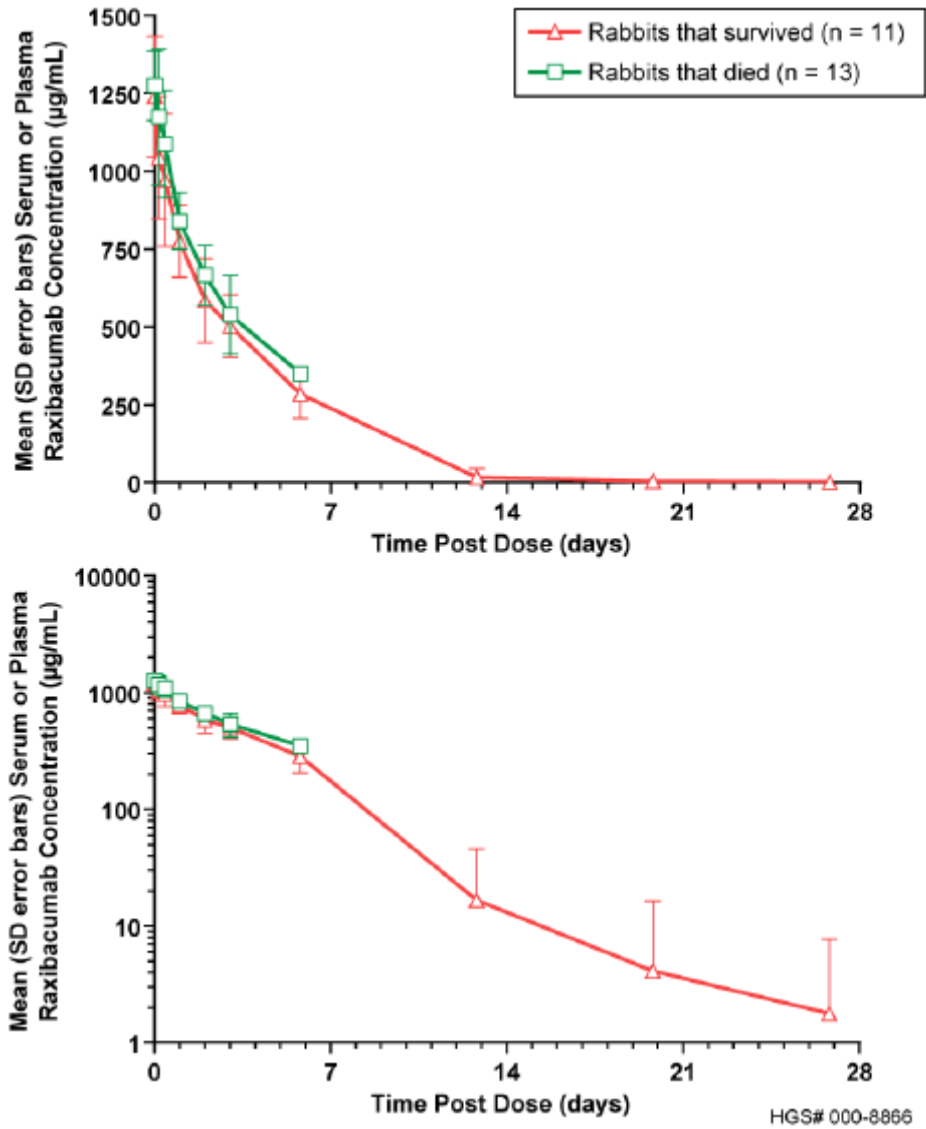 Mean (SD error bars) Serum or Plasma
Raxibacumab Concentration (µg/mL)
1500
1250
1000
750
500
250
0
Rabbits that survived (n = 11)
Rabbits that died (n = 13)
0 7 14 21 28
Time Post Dose (days)
Mean (SD error bars) Serum or Plasma
Raxibacumab Concentration (µg/mL)
10000
1000
100
10
1
0 7 14 21 28
Time Post Dose (days)
HGS# 000-8866